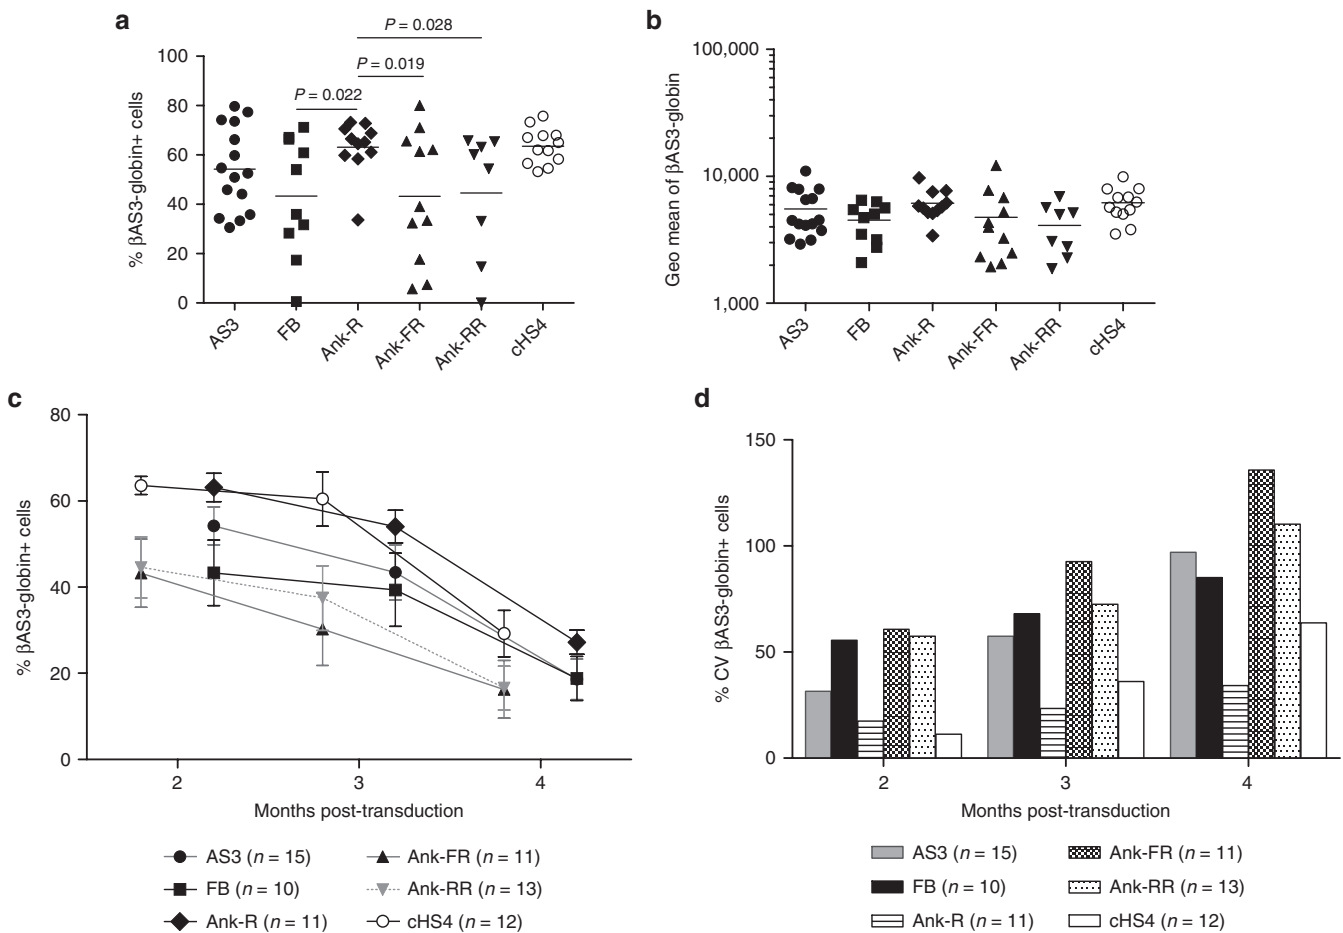 a
P = 0.028
P = 0.019
P = 0.022
% βAS3-globin+ cells
100
80
60
40
20
0
AS3
FB
Ank-R
Ank-FR
Ank-RR
cHS4
b
Geo mean of βAS3-globin
100,000
10,000
1,000
AS3
FB
Ank-R
Ank-FR
Ank-RR
cHS4
c
% βAS3-globin+ cells
80
60
40
20
0
2
3
4
Months post-transduction
AS3 (n = 15)
FB (n = 10)
Ank-R (n = 11)
Ank-FR (n = 11)
Ank-RR (n = 13)
cHS4 (n = 12)
d
% CV βAS3-globin+ cells
150
100
50
0
2
3
4
Months post-transduction
AS3 (n = 15)
FB (n = 10)
Ank-R (n = 11)
Ank-FR (n = 11)
Ank-RR (n = 13)
cHS4 (n = 12)